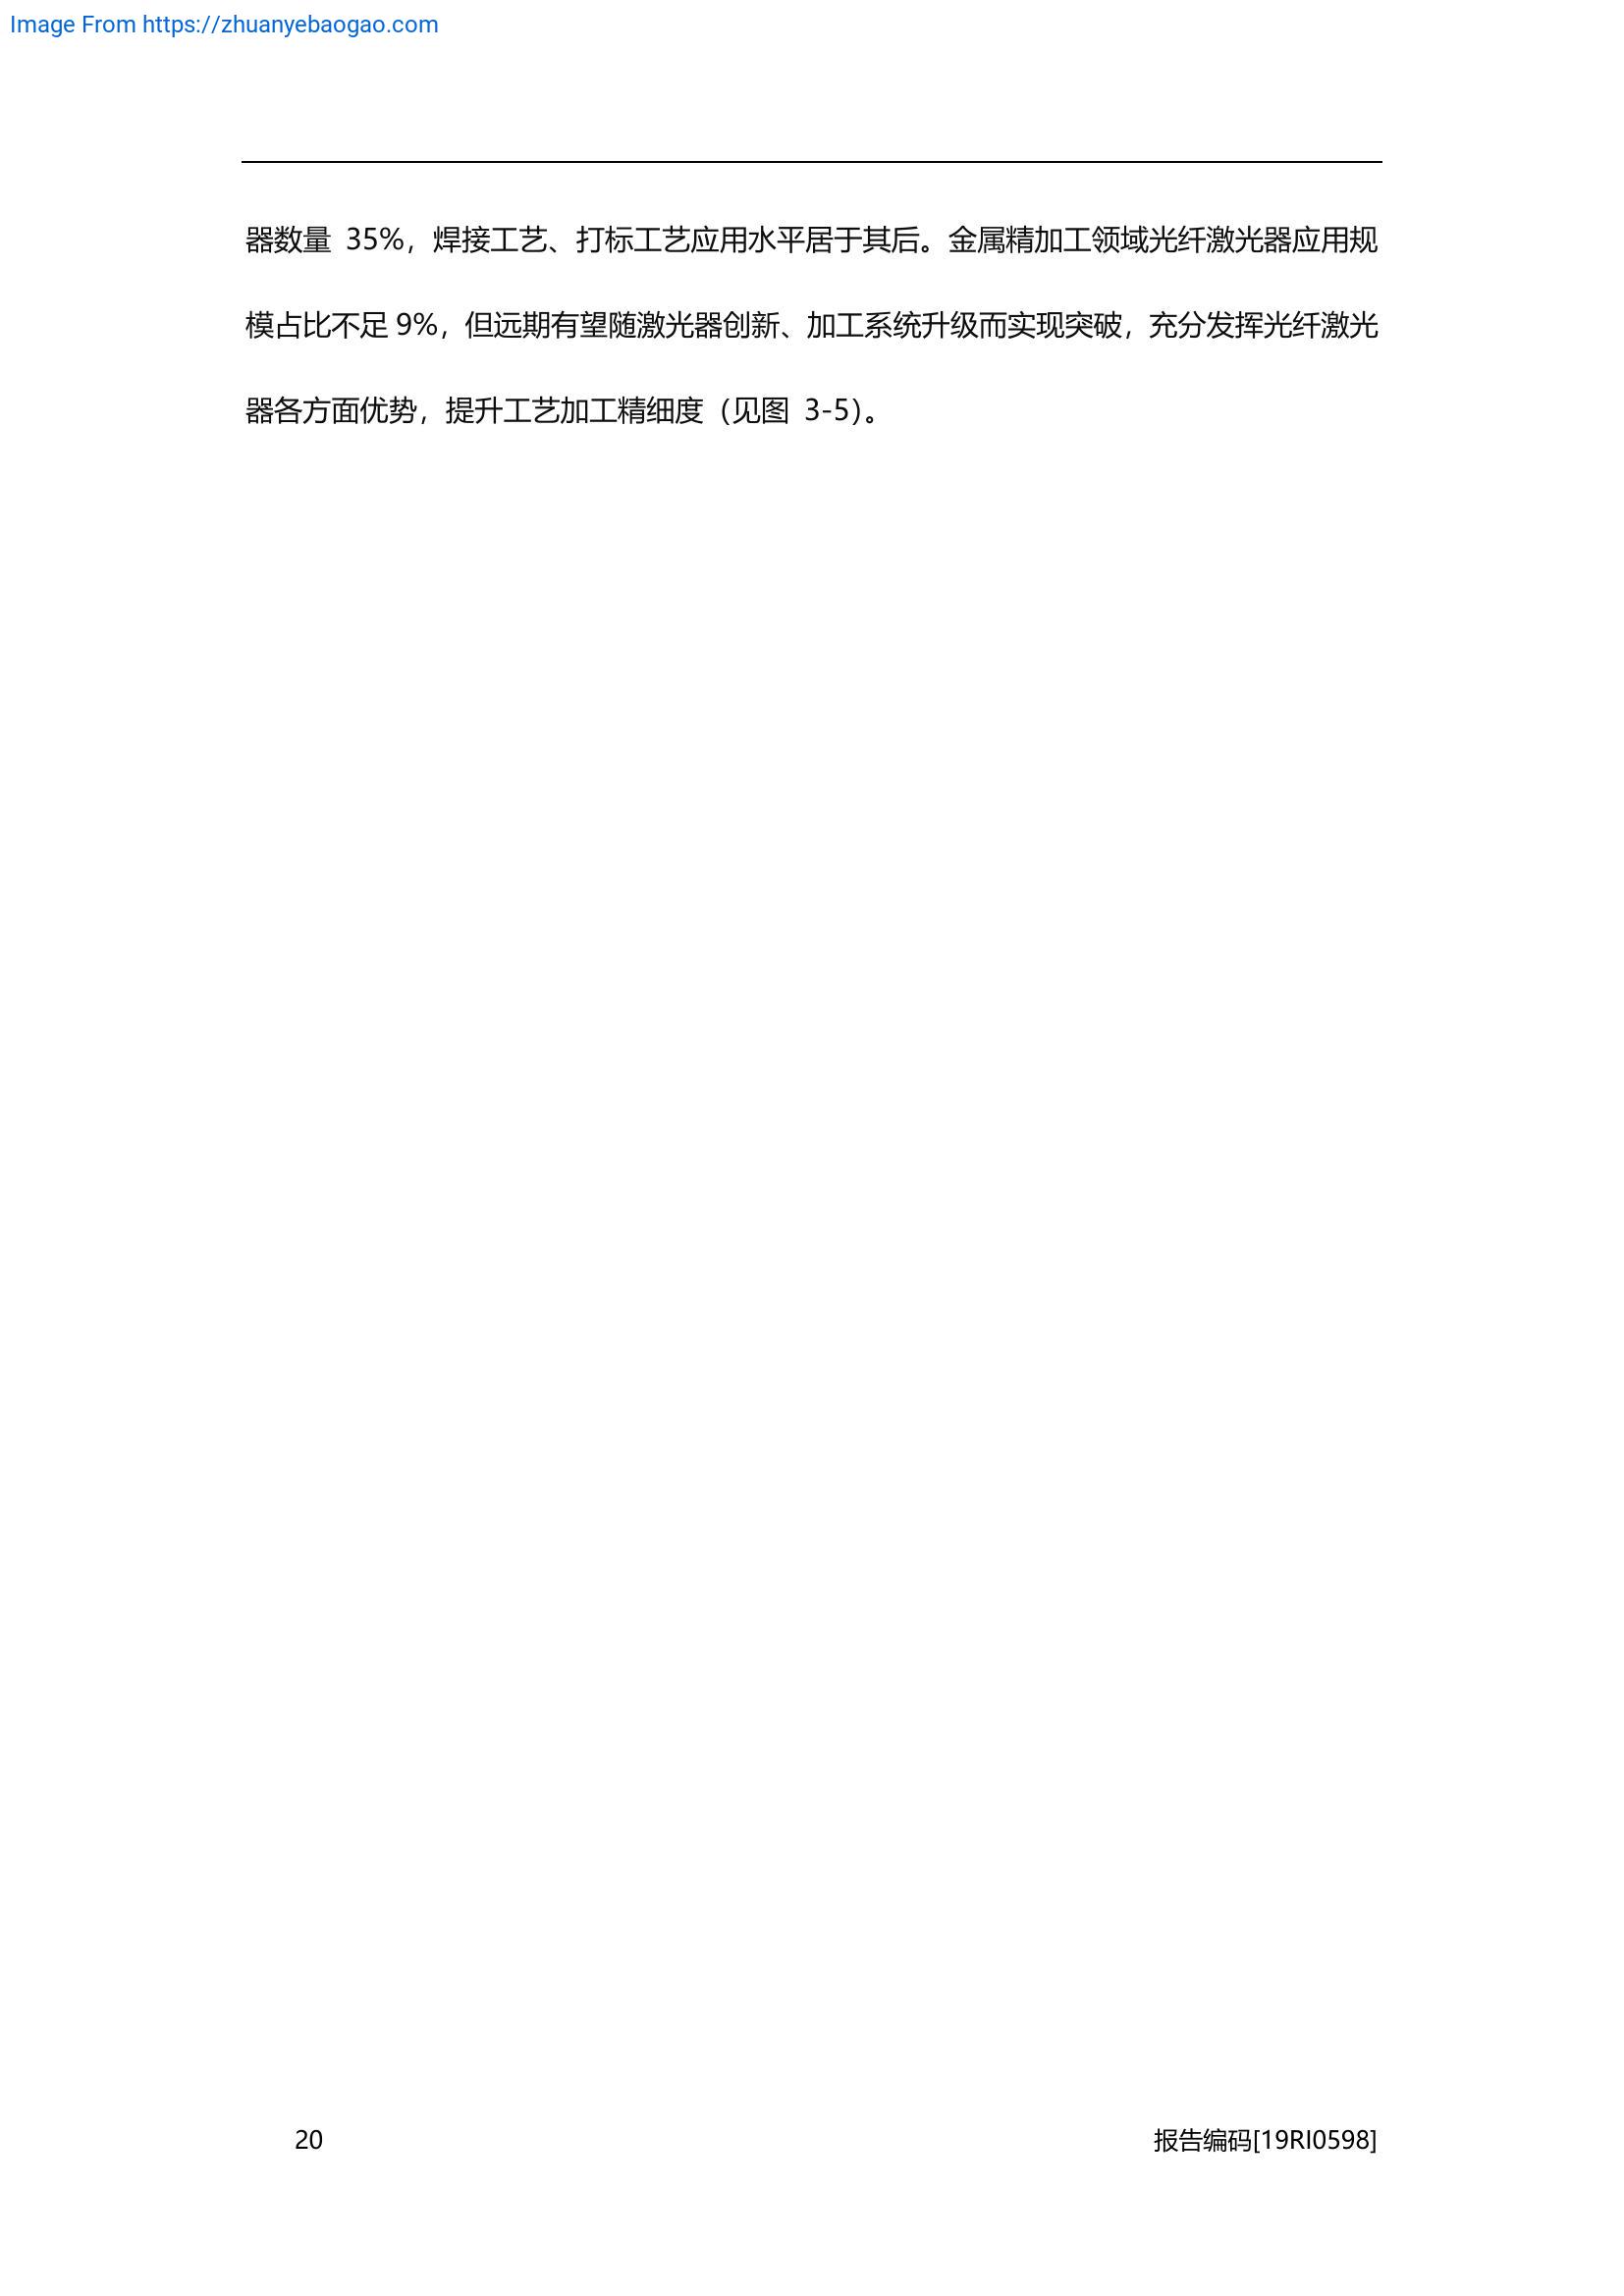 Image From https://zhuanyebaogao.com
器数量 35%，焊接工艺、打标工艺应用水平居于其后。金属精加工领域光纤激光器应用规
模占比不足 9%，但远期有望随激光器创新、加工系统升级而实现突破，充分发挥光纤激光
器各方面优势，提升工艺加工精细度（见图 3-5）。
20 报告编码[19RI0598]